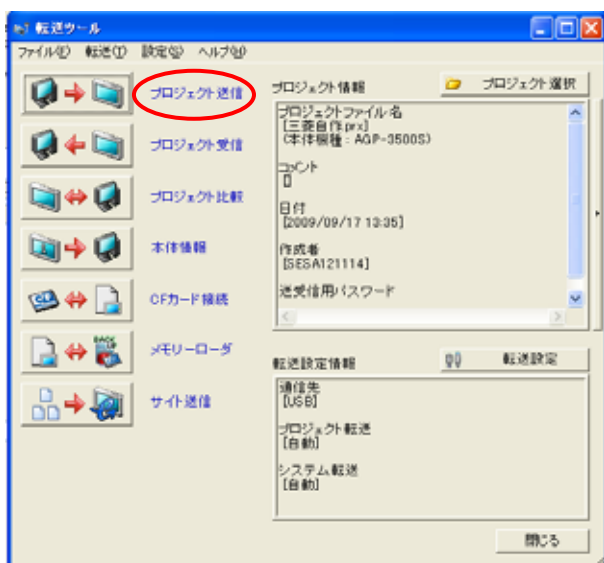 転送ツール
ファイル(F) 転送(T) 設定(S) ヘルプ(H)
プロジェクト送信
プロジェクト受信
プロジェクト比較
本体情報
CFカード接続
メモリーローダ
サイト送信
プロジェクト情報
プロジェクト選択
プロジェクトファイル名
[三菱自作.prx]
(本体機種：AGP-3500S)
コメント
[]
日付
[2009/09/17 13:35]
作成者
[SESA121114]
送受信用パスワード
転送設定情報
転送設定
通信先
[USB]
プロジェクト転送
[自動]
システム転送
[自動]
閉じる